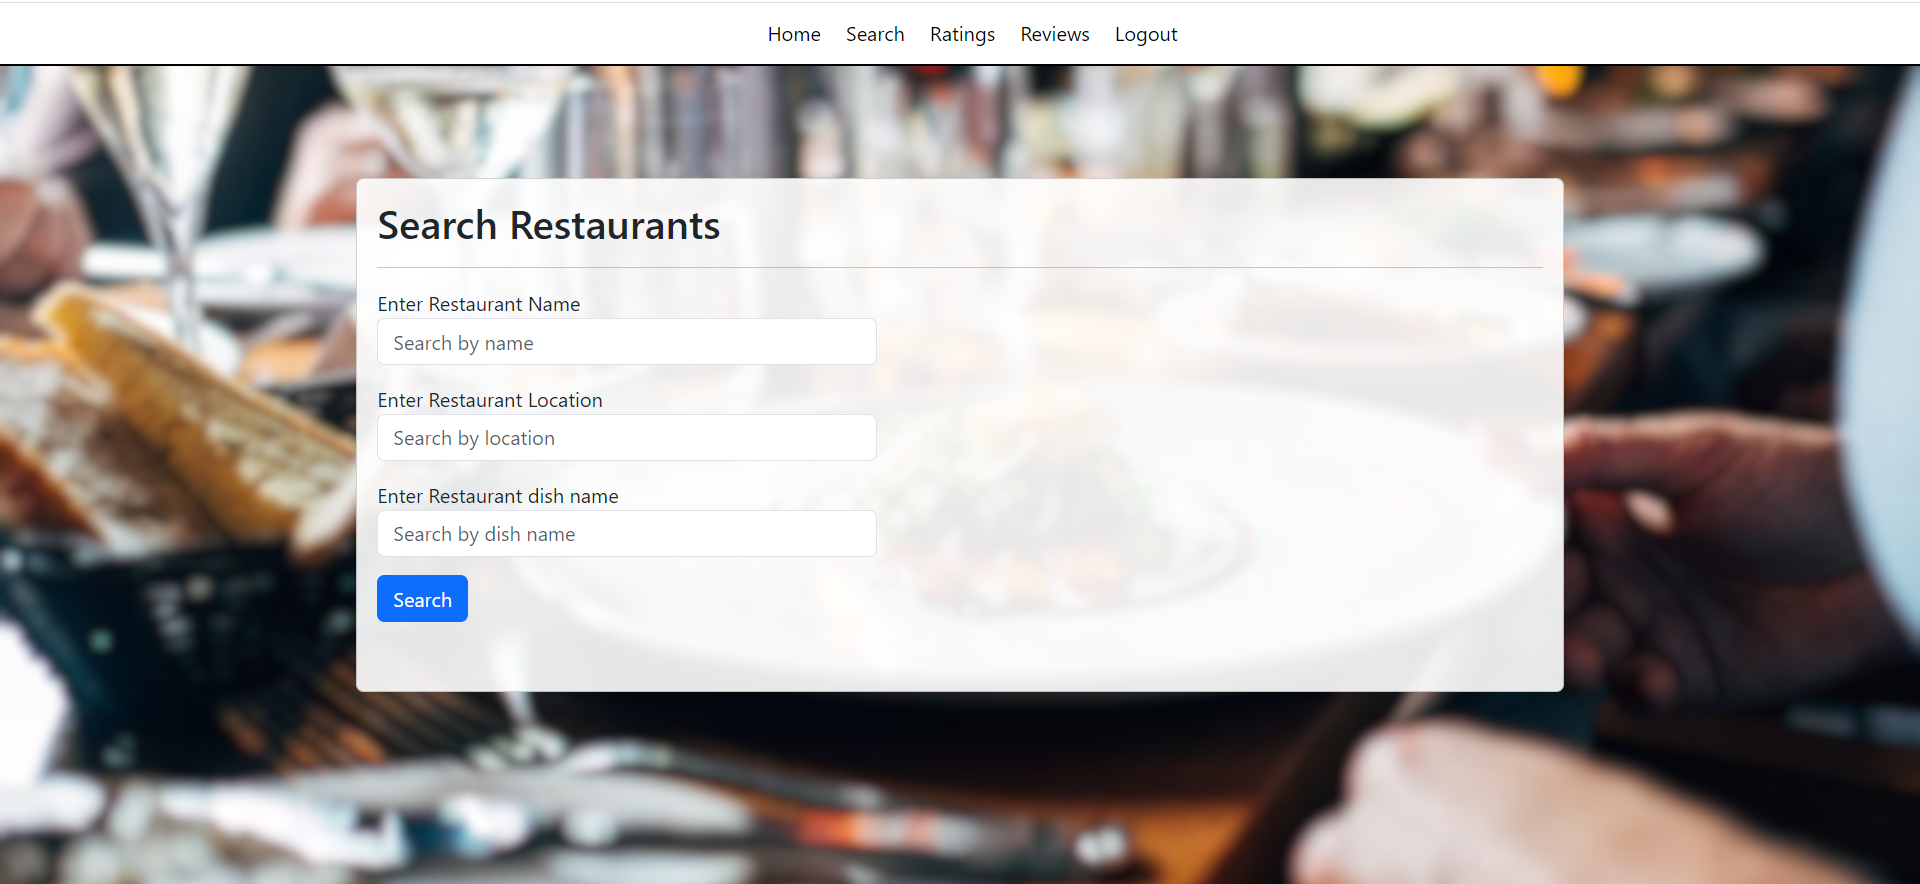 Home Search Ratings Reviews Logout
Search Restaurants
Enter Restaurant Name
Search by name
Enter Restaurant Location
Search by location
Enter Restaurant dish name
Search by dish name
Search